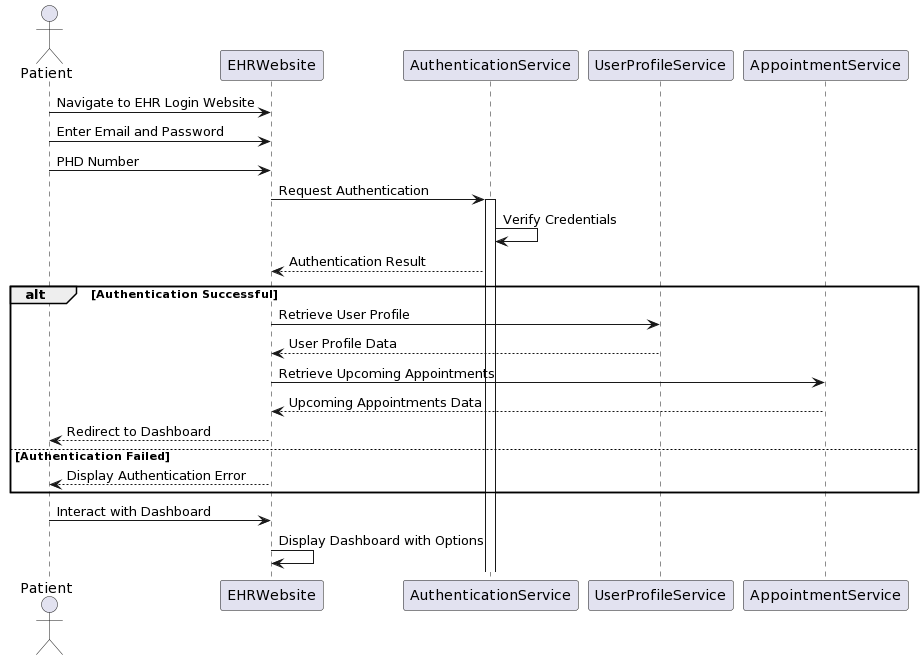 Patient
EHRWebsite
AuthenticationService
UserProfileService
AppointmentService
Navigate to EHR Login Website
Enter Email and Password
PHD Number
Request Authentication
Verify Credentials
Authentication Result
alt [Authentication Successful]
Retrieve User Profile
User Profile Data
Retrieve Upcoming Appointments
Upcoming Appointments Data
Redirect to Dashboard
[Authentication Failed]
Display Authentication Error
Interact with Dashboard
Display Dashboard with Options
Patient
EHRWebsite
AuthenticationService
UserProfileService
AppointmentService